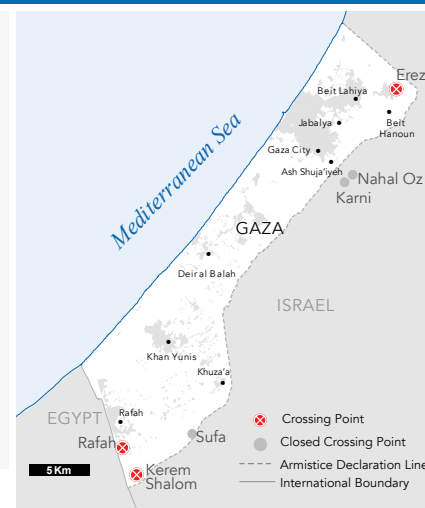 Erez
Beit Lahiya
Jabalya
Beit
Hanoun
Gaza City
Ash Shuja'iyeh
Nahal Oz
Karni
Mediterranean Sea
GAZA
Deir al Balah
ISRAEL
Khan Yunis
Khuza'a
EGYPT
Rafah
Rafah
Sufa
Kerem
Shalom
5 Km
Crossing Point
Closed Crossing Point
Armistice Declaration Line
International Boundary